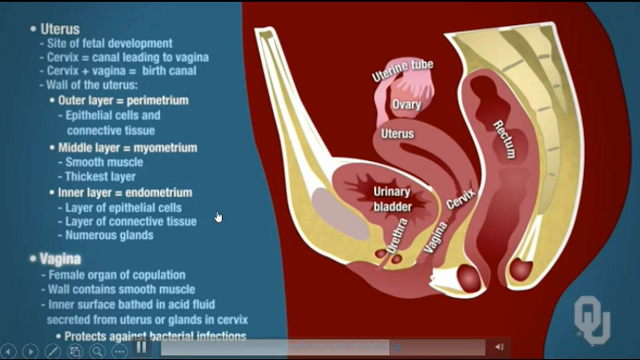 • Uterus
- Site of fetal development
- Cervix = canal leading to vagina
- Cervix + vagina = birth canal
- Wall of the uterus:
• Outer layer = perimetrium
- Epithelial cells and
connective tissue
• Middle layer = myometrium
- Smooth muscle
- Thickest layer
• Inner layer = endometrium
- Layer of epithelial cells
- Layer of connective tissue
- Numerous glands
• Vagina
- Female organ of copulation
- Wall contains smooth muscle
- Inner surface bathed in acid fluid
secreted from uterus or glands in cervix
• Protects against bacterial infections
Uterine tube
Ovary
Uterus
Rectum
Urinary
bladder
Cervix
Urethra
Vagina
OU